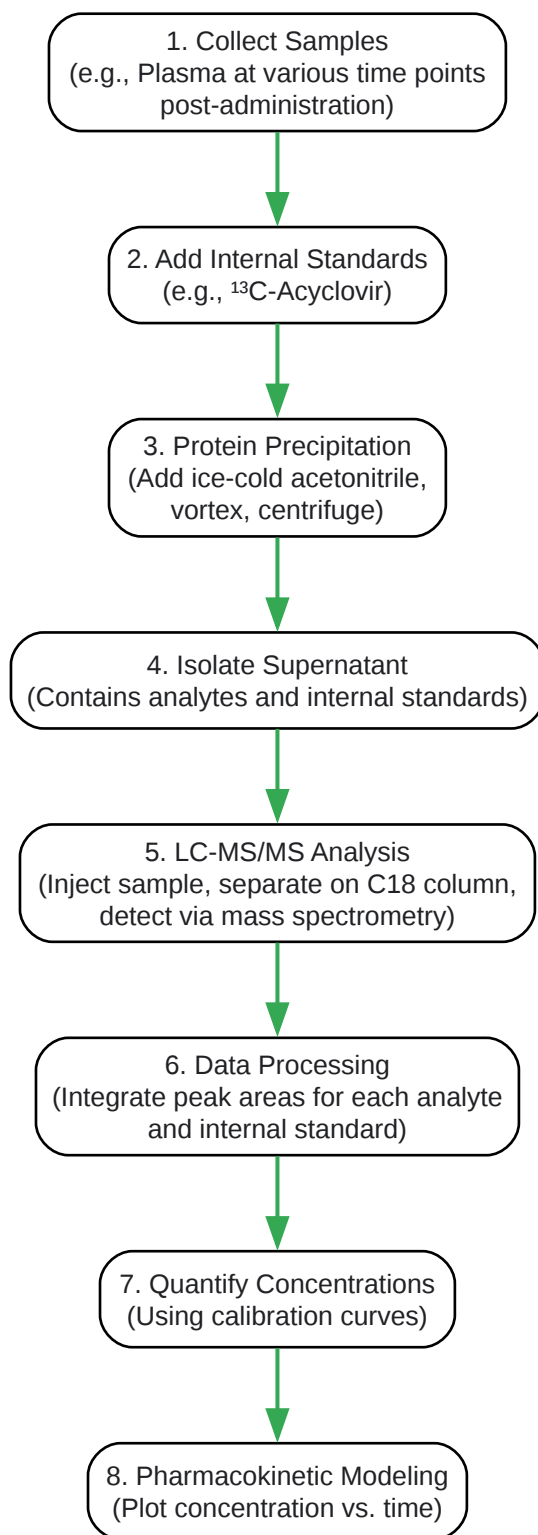 1. Collect Samples
(e.g., Plasma at various time points
post-administration)
2. Add Internal Standards
(e.g., ¹³C-Acyclovir)
3. Protein Precipitation
(Add ice-cold acetonitrile,
vortex, centrifuge)
4. Isolate Supernatant
(Contains analytes and internal standards)
5. LC-MS/MS Analysis
(Inject sample, separate on C18 column,
detect via mass spectrometry)
6. Data Processing
(Integrate peak areas for each analyte
and internal standard)
7. Quantify Concentrations
(Using calibration curves)
8. Pharmacokinetic Modeling
(Plot concentration vs. time)